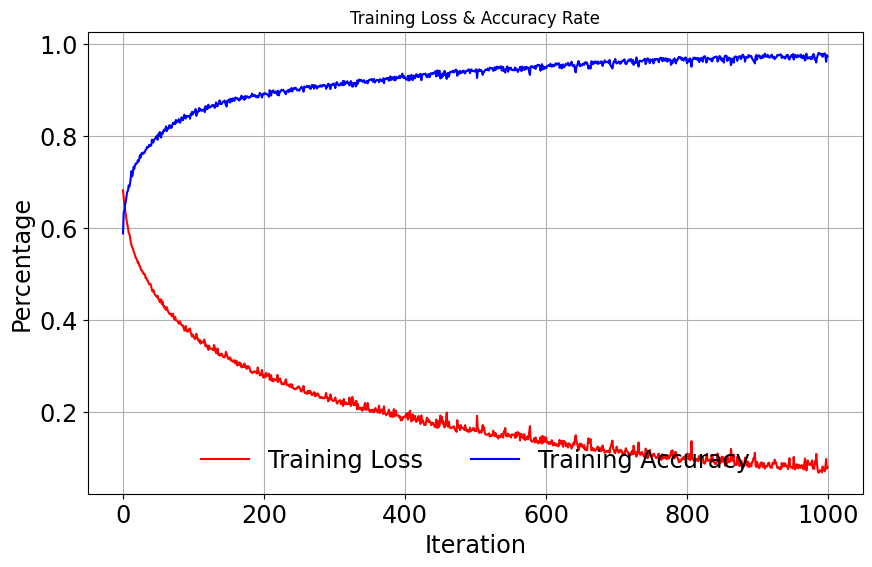 Training Loss & Accuracy Rate
1.0
0.8
0.6
0.4
0.2
Percentage
Training Loss
Training Accuracy
0
200
400
600
800
1000
Iteration